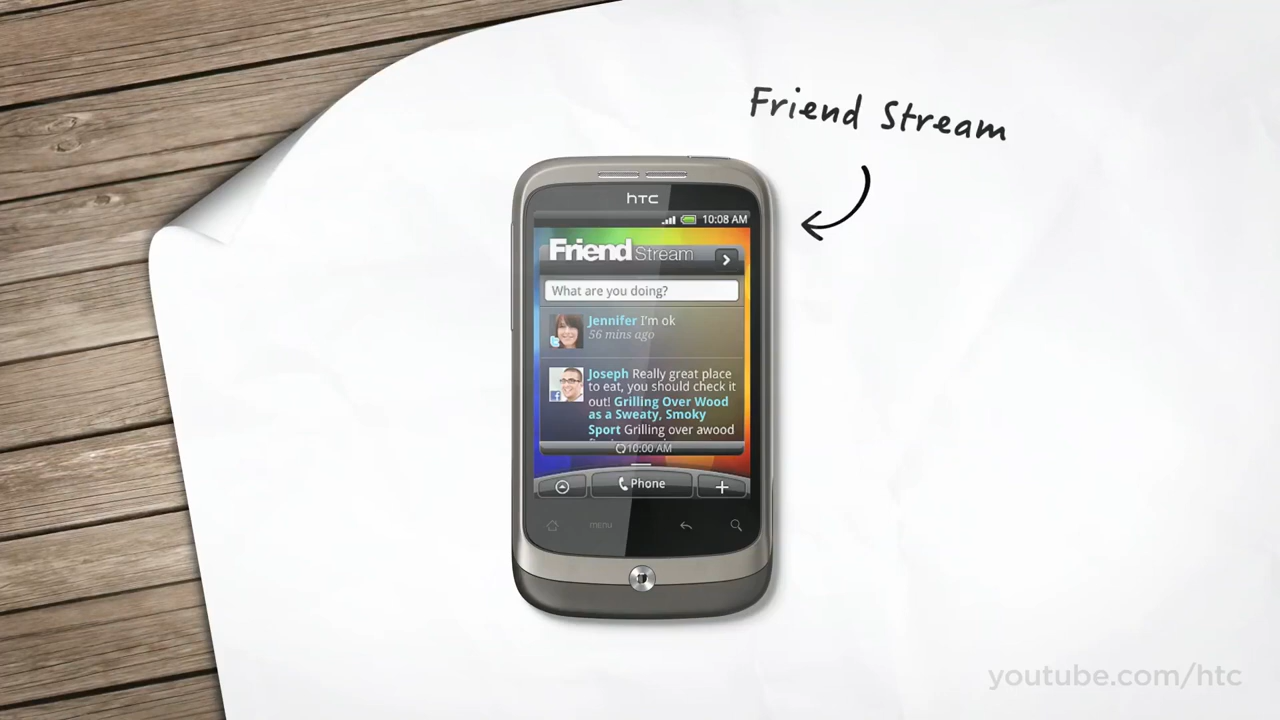 Friend Stream
hTC
10:08 AM
Friend Stream
What are you doing?
Jennifer I'm ok
56 mins ago
Joseph Really great place
to eat, you should check it
out! Grilling Over Wood
as a Sweaty, Smoky
Sport Grilling over awood
10:00 AM
Phone
menu
youtube.com/htc